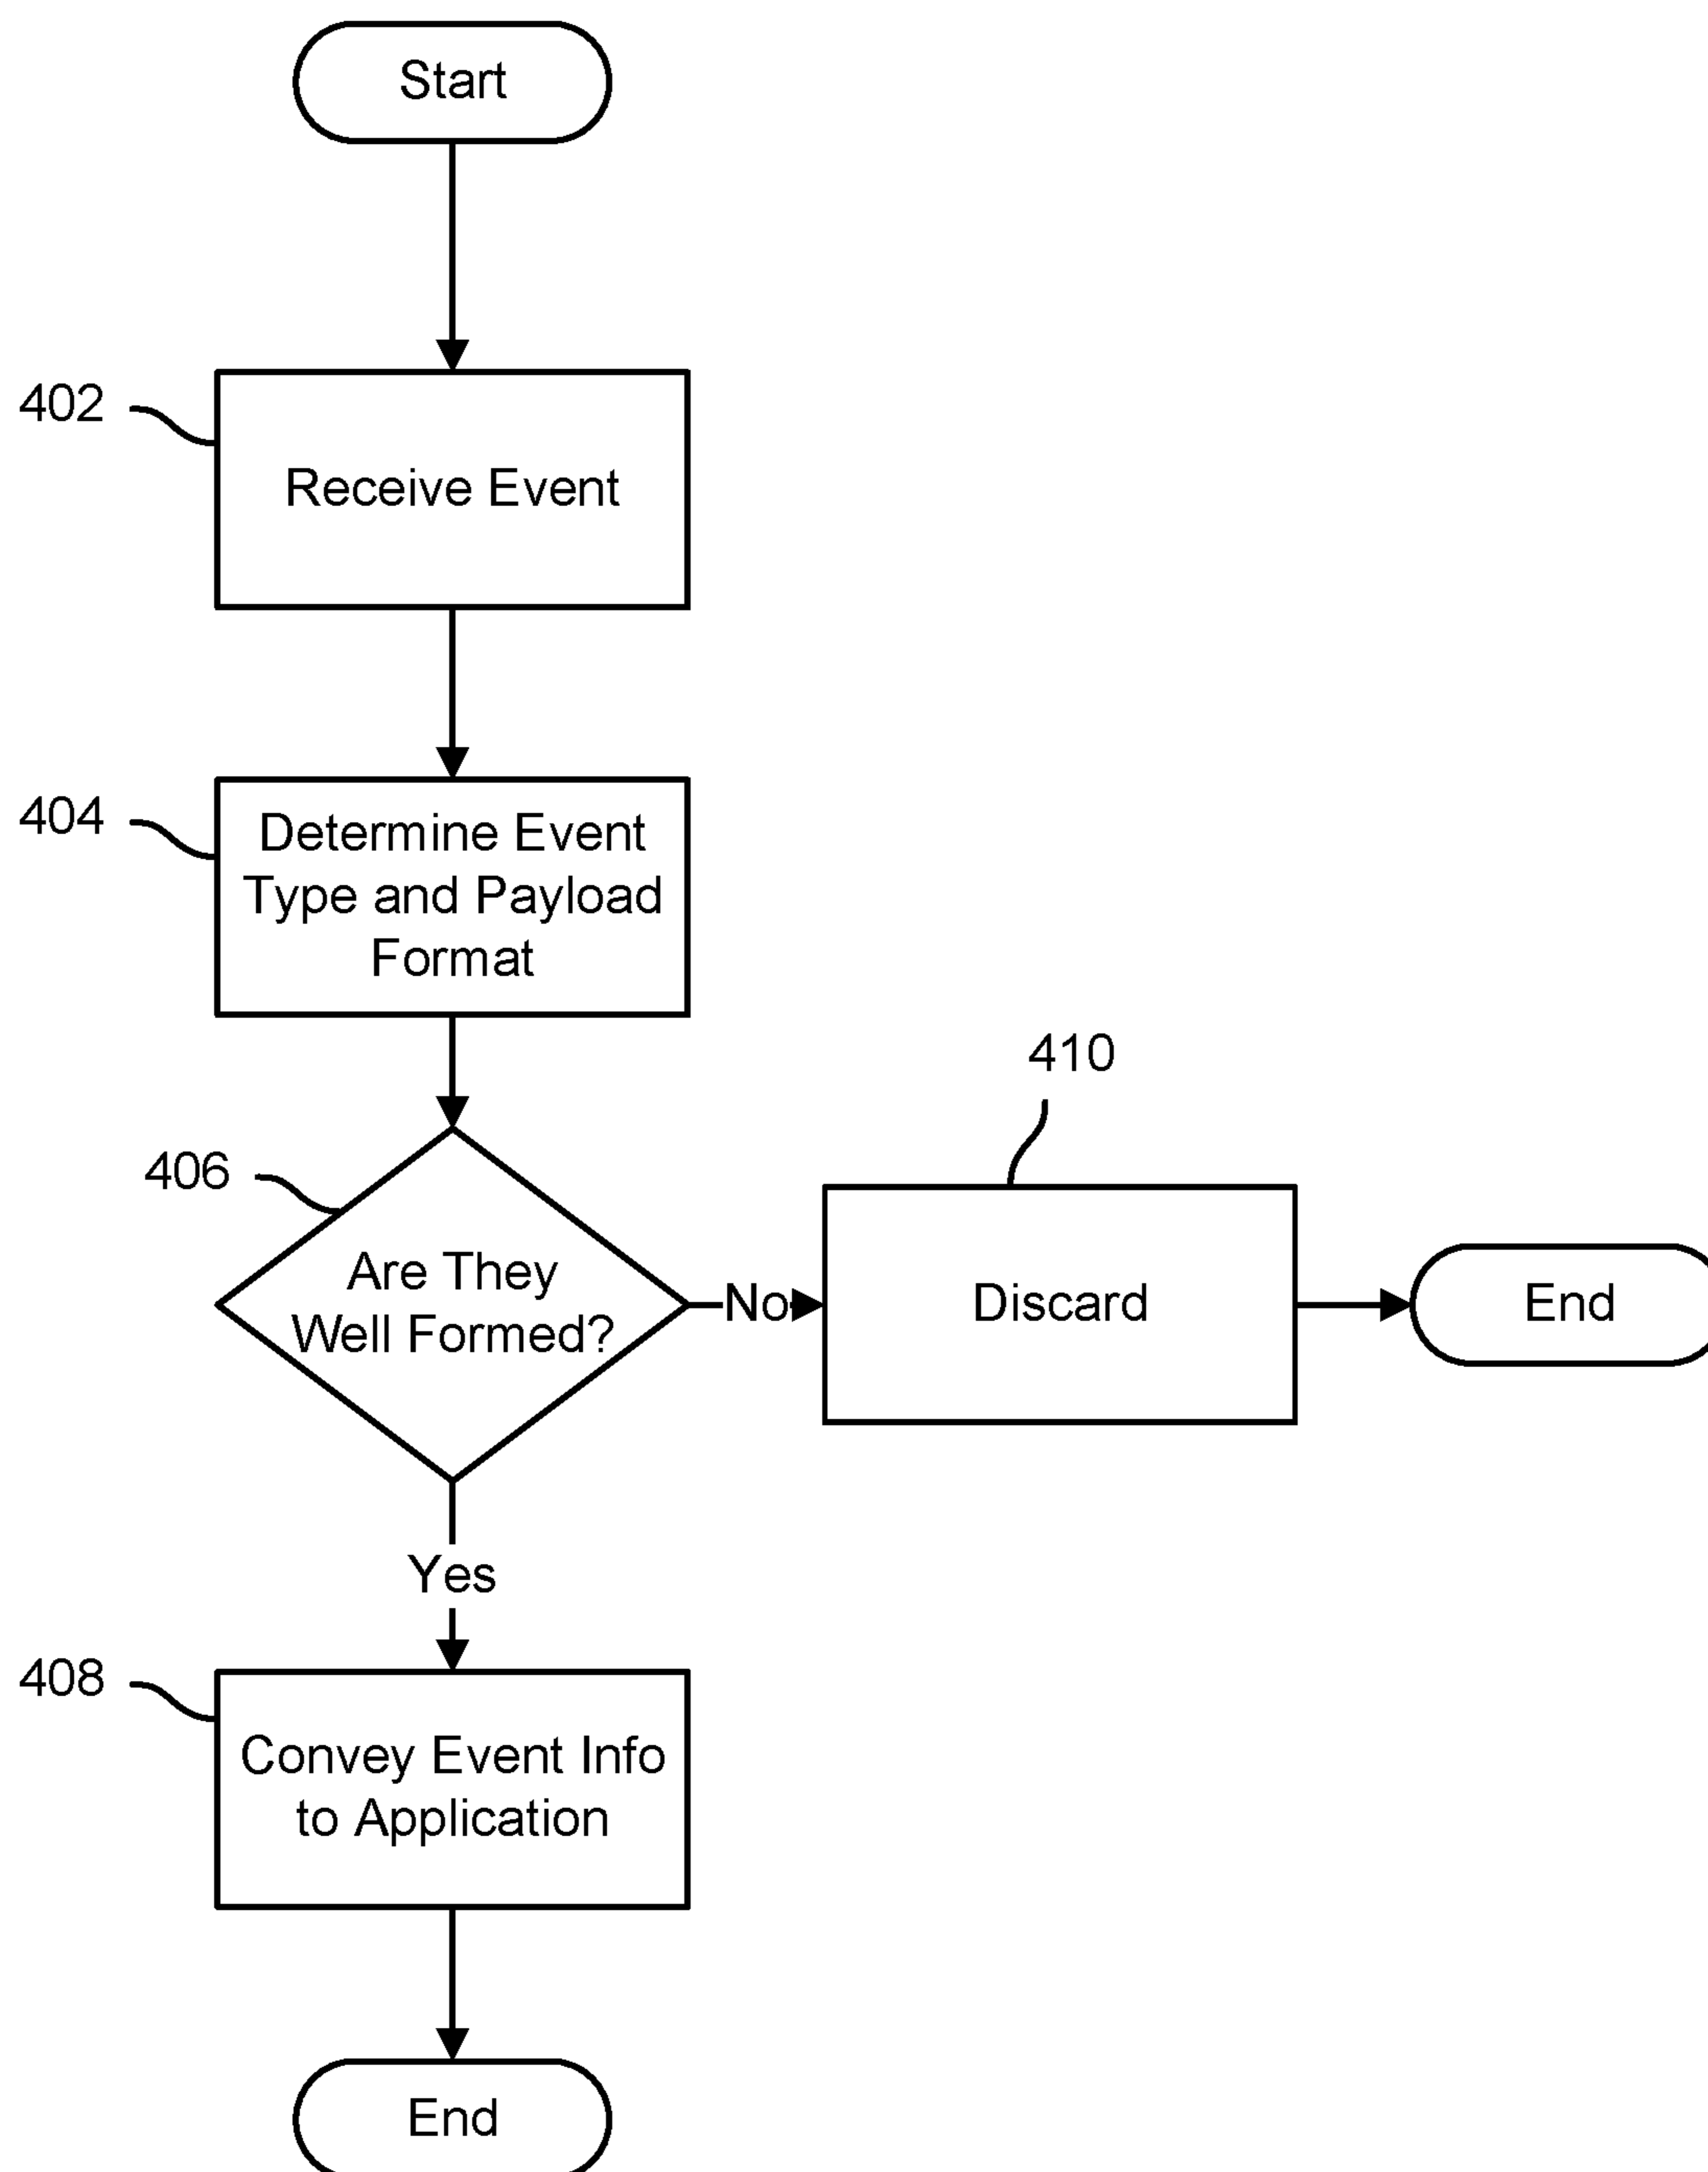 Start
402
Receive Event
404
Determine Event
Type and Payload
Format
410
406
Are They
Well Formed?
No
Discard
End
Yes
408
Convey Event Info
to Application
End